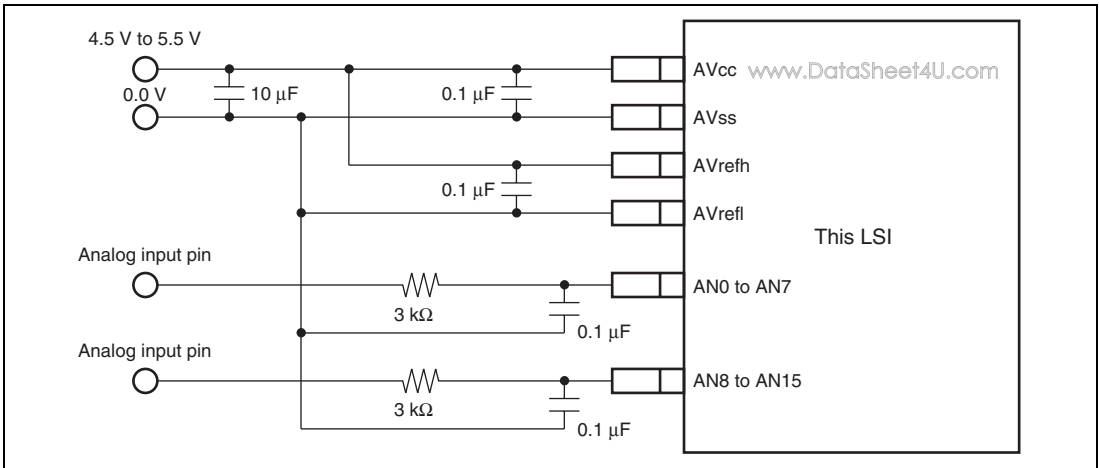 4.5 V to 5.5 V
AVcc
www.DataSheet4U.com
0.0 V
10 μF
0.1 μF
AVss
AVrefh
0.1 μF
AVrefl
This LSI
Analog input pin
AN0 to AN7
3 kΩ
0.1 μF
Analog input pin
AN8 to AN15
3 kΩ
0.1 μF